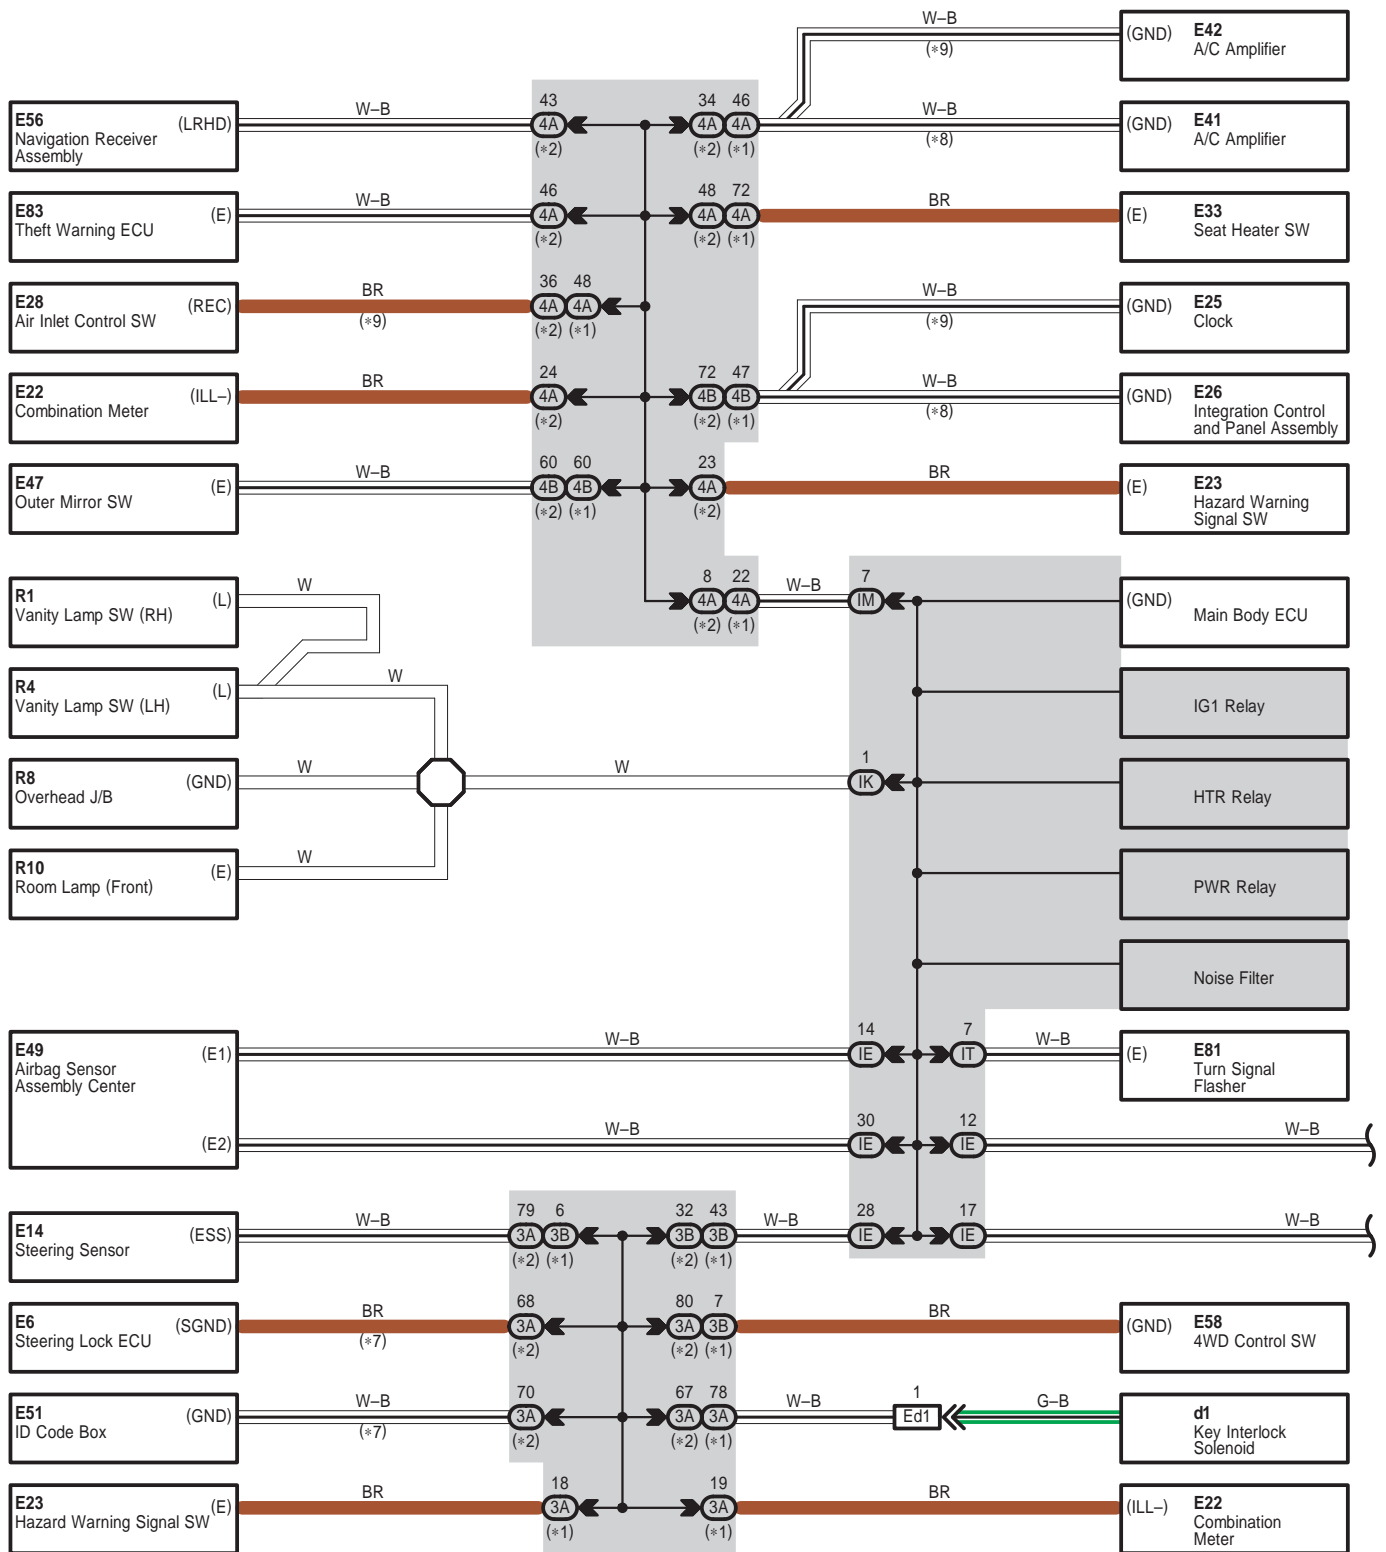 W–B
(GND) E42
A/C Amplifier
(∗9)
E56 (LRHD)
Navigation Receiver
Assembly
W–B
43
4A
(∗2)
34 46
4A 4A
(∗2) (∗1)
W–B
(∗8)
(GND) E41
A/C Amplifier
E83 (E)
Theft Warning ECU
W–B
46
4A
(∗2)
48 72
4A 4A
(∗2) (∗1)
BR
(E) E33
Seat Heater SW
E28 (REC)
Air Inlet Control SW
BR
(∗9)
36 48
4A 4A
(∗2) (∗1)
W–B
(∗9)
(GND) E25
Clock
E22 (ILL–)
Combination Meter
BR
24
4A
(∗2)
72 47
4B 4B
(∗2) (∗1)
W–B
(∗8)
(GND) E26
Integration Control
and Panel Assembly
E47 (E)
Outer Mirror SW
W–B
60 60
4B 4B
(∗2) (∗1)
23
4A
(∗2)
BR
(E) E23
Hazard Warning
Signal SW
R1 (L)
Vanity Lamp SW (RH)
W
8 22
4A 4A
(∗2) (∗1)
W–B
7
IM
(GND) Main Body ECU
R4 (L)
Vanity Lamp SW (LH)
W
IG1 Relay
R8 (GND)
Overhead J/B
W
W
1
IK
HTR Relay
R10 (E)
Room Lamp (Front)
W
PWR Relay
Noise Filter
E49 (E1)
Airbag Sensor
Assembly Center
W–B
14
IE
7
IT
W–B
(E) E81
Turn Signal
Flasher
(E2)
W–B
30
IE
12
IE
W–B
E14 (ESS)
Steering Sensor
W–B
79 6
3A 3B
(∗2) (∗1)
32 43
3B 3B
(∗2) (∗1)
W–B
28
IE
17
IE
W–B
E6 (SGND)
Steering Lock ECU
BR
(∗7)
68
3A
(∗2)
80 7
3A 3B
(∗2) (∗1)
BR
(GND) E58
4WD Control SW
E51 (GND)
ID Code Box
W–B
(∗7)
70
3A
(∗2)
67 78
3A 3A
(∗2) (∗1)
W–B
1
Ed1
G–B
d1
Key Interlock
Solenoid
E23 (E)
Hazard Warning Signal SW
BR
18
3A
(∗1)
19
3A
(∗1)
BR
(ILL–) E22
Combination
Meter